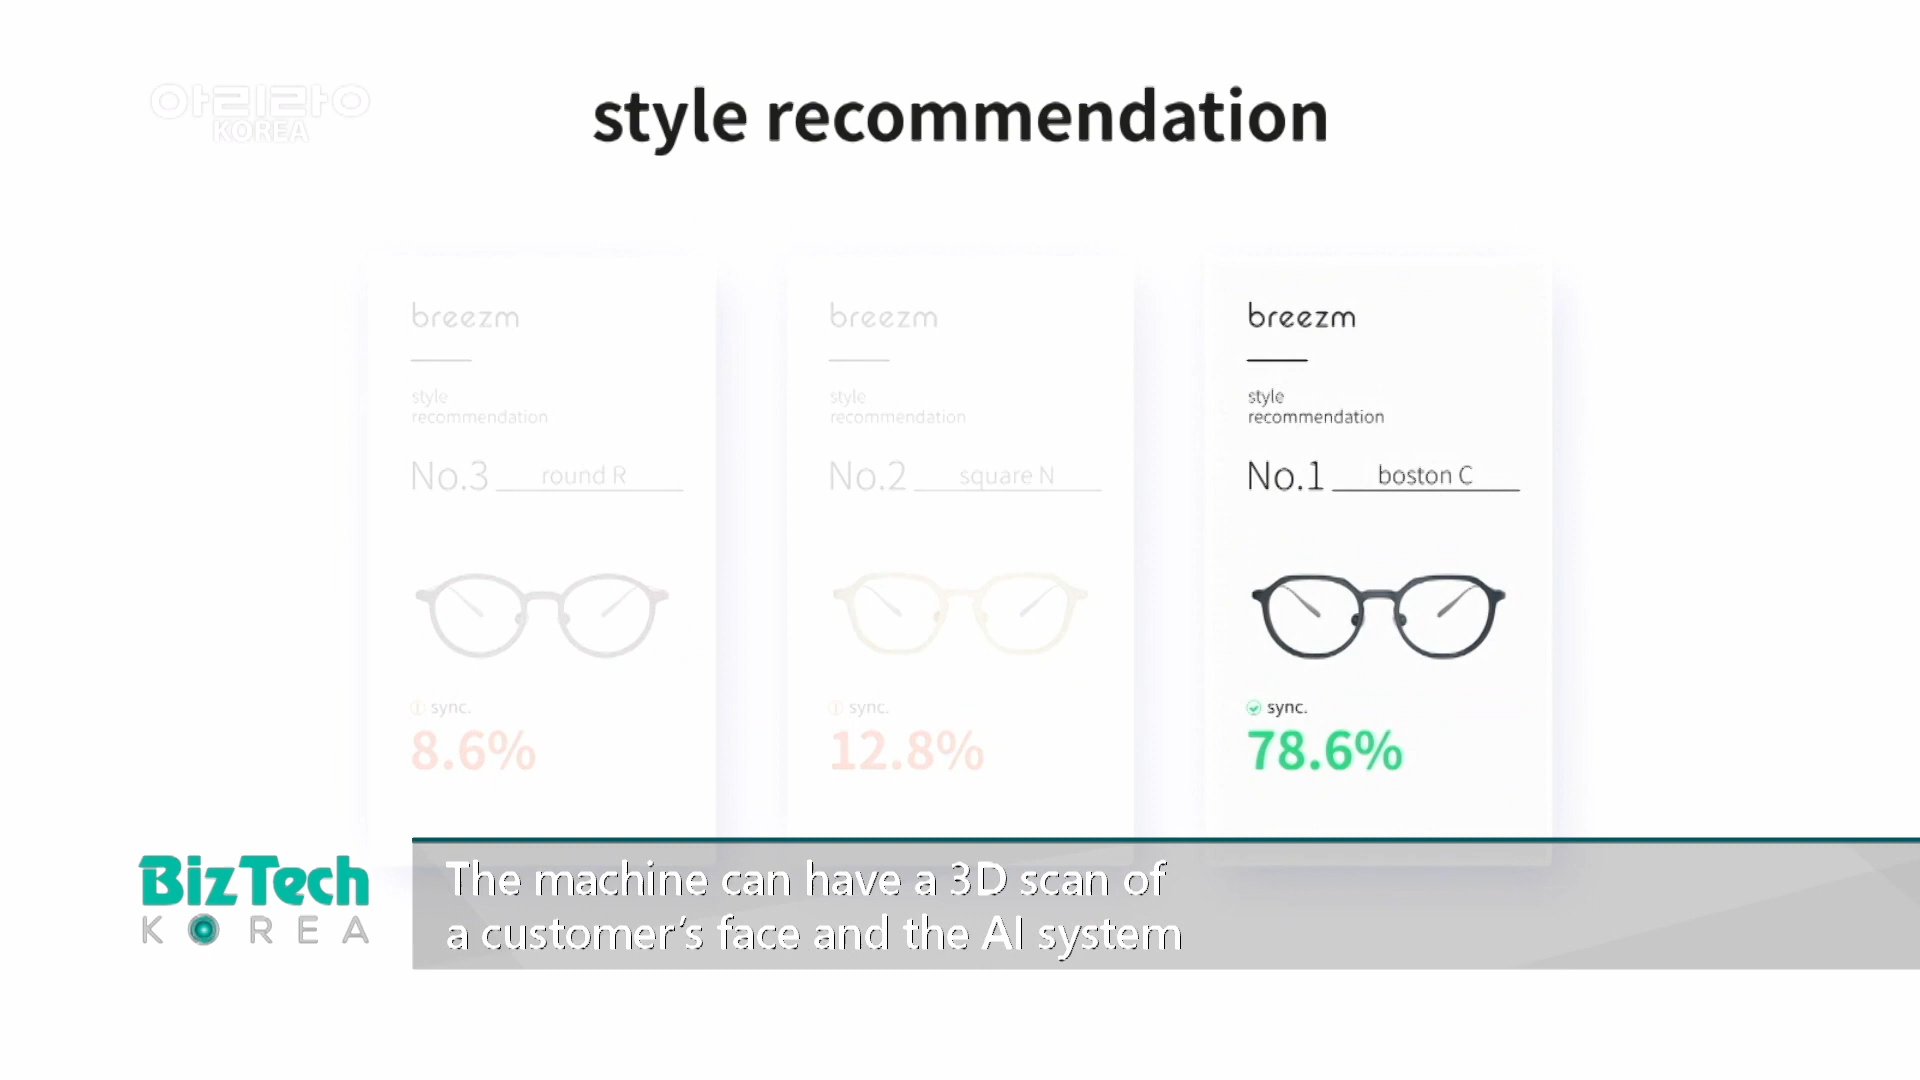 아리랑
KOREA
style recommendation
breezm
style
recommendation
No.3 round R
sync.
8.6%
breezm
style
recommendation
No.2 square N
sync.
12.8%
breezm
style
recommendation
No.1 boston C
sync.
78.6%
BizTech
KOREA
The machine can have a 3D scan of
a customer’s face and the AI system